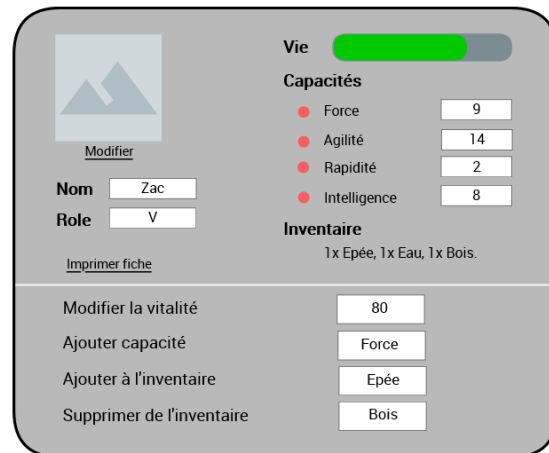 Modifier
Nom Zac
Role V
Imprimer fiche
Vie
Capacités
Force 9
Agilité 14
Rapidité 2
Intelligence 8
Inventaire
1x Epée, 1x Eau, 1x Bois.
Modifier la vitalité 80
Ajouter capacité Force
Ajouter à l'inventaire Epée
Supprimer de l'inventaire Bois